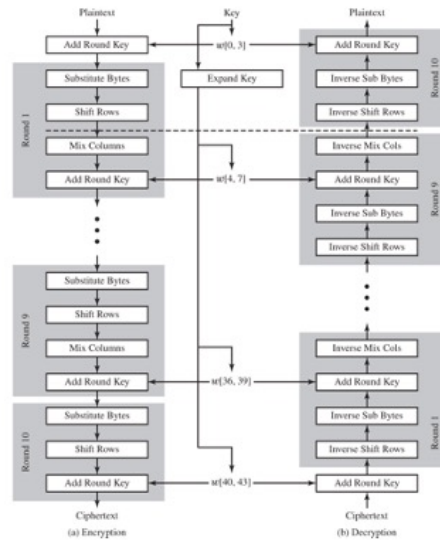 Plaintext
Add Round Key
Round 1
Substitute Bytes
Shift Rows
Mix Columns
Add Round Key
Round 9
Substitute Bytes
Shift Rows
Mix Columns
Add Round Key
Round 10
Substitute Bytes
Shift Rows
Add Round Key
Ciphertext
(a) Encryption
Key
w[0, 3]
Expand Key
w[4, 7]
w[36, 39]
w[40, 43]
Plaintext
Add Round Key
Inverse Sub Bytes
Inverse Shift Rows
Round 10
Inverse Mix Cols
Add Round Key
Inverse Sub Bytes
Inverse Shift Rows
Round 9
Inverse Mix Cols
Add Round Key
Inverse Sub Bytes
Inverse Shift Rows
Round 1
Add Round Key
Ciphertext
(b) Decryption